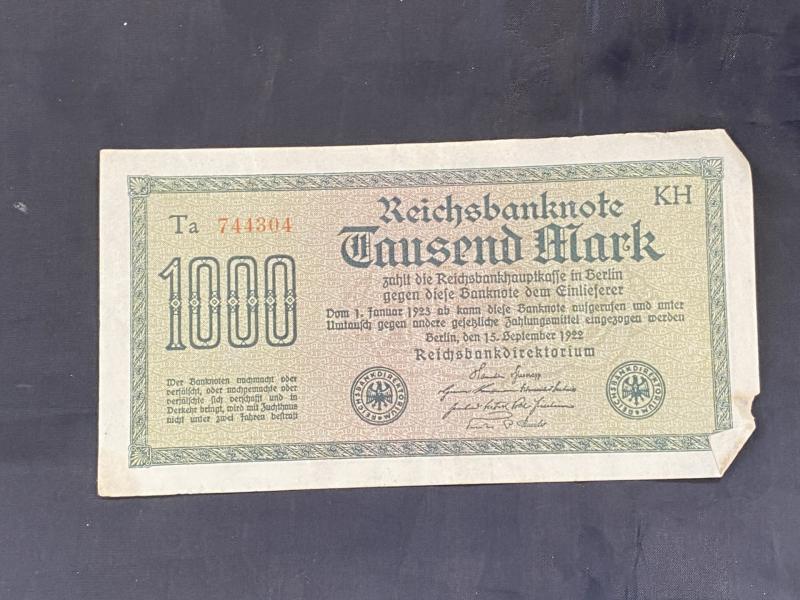 Ta 744304
KH
Reichsbanknote
Tausend Mark
zahlt die Reichsbankhauptkasse in Berlin
gegen diese Banknote dem Einlieferer
Vom 1. Januar 1923 ab kann diese Banknote aufgerufen und unter
Umtausch gegen andere gesetzliche Zahlungsmittel eingezogen werden
Berlin, den 15. September 1922
Reichsbankdirektorium
1000
Wer Banknoten nachmacht oder
verfälscht, oder nachgemachte oder
verfälschte sich verschafft und in
Verkehr bringt, wird mit Zuchthaus
nicht unter zwei Jahren bestraft
REICHSBANKDIREKTORIUM
REICHSBANKDIREKTORIUM